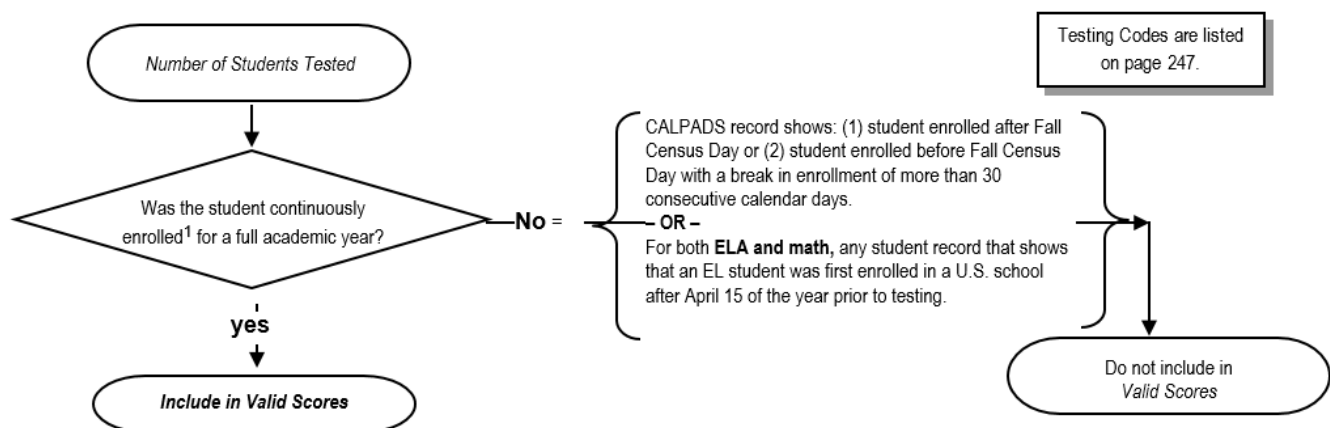 Number of Students Tested
Testing Codes are listed
on page 247.
Was the student continuously
enrolled¹ for a full academic year?
No =
CALPADS record shows: (1) student enrolled after Fall
Census Day or (2) student enrolled before Fall Census
Day with a break in enrollment of more than 30
consecutive calendar days.
– OR –
For both ELA and math, any student record that shows
that an EL student was first enrolled in a U.S. school
after April 15 of the year prior to testing.
yes
Include in Valid Scores
Do not include in
Valid Scores